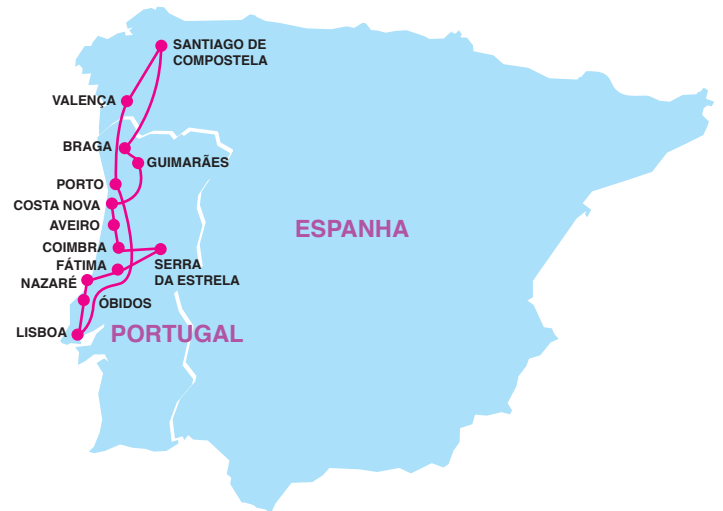 SANTIAGO DE
COMPOSTELA
VALENÇA
BRAGA
GUIMARÃES
PORTO
COSTA NOVA
AVEIRO
ESPANHA
COIMBRA
FÁTIMA
SERRA
DA ESTRELA
NAZARÉ
ÓBIDOS
LISBOA
PORTUGAL